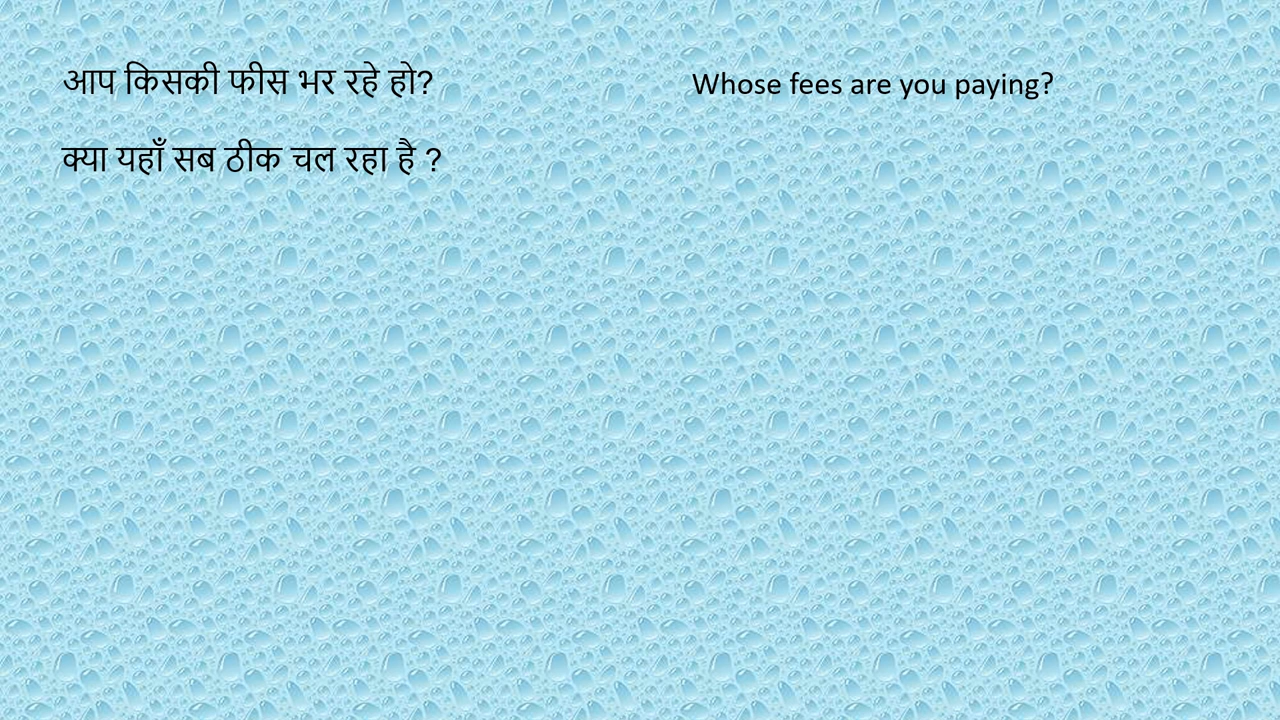 आप किसकी फीस भर रहे हो? Whose fees are you paying?
क्या यहाँ सब ठीक चल रहा है ?